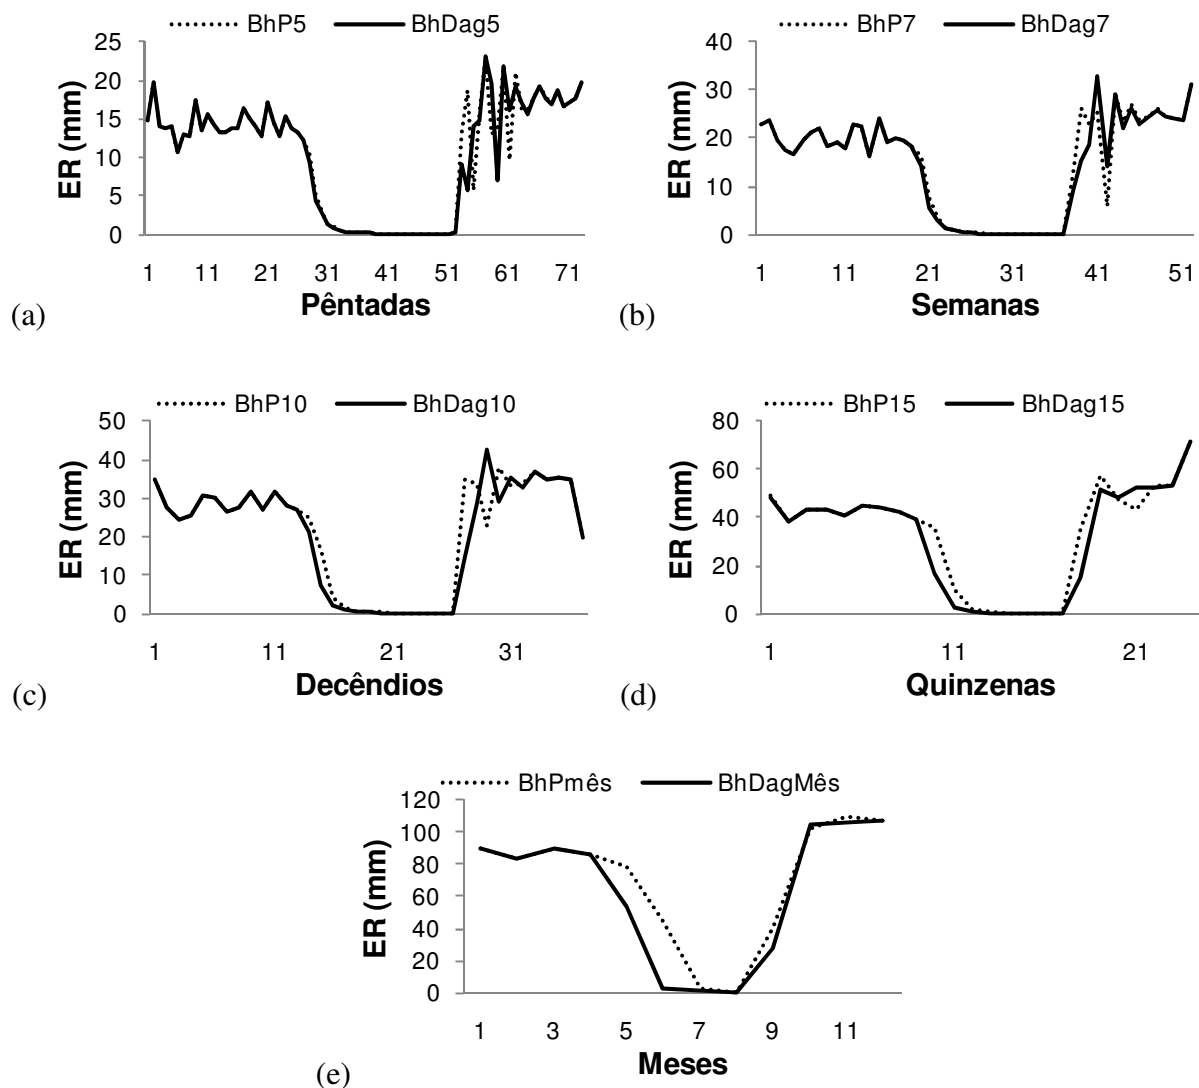 BhP5 BhDag5
25
20
15
10
5
0
ER (mm)
1 11 21 31 41 51 61 71
Pêntadas
(a)
BhP7 BhDag7
40
30
20
10
0
ER (mm)
1 11 21 31 41 51
Semanas
(b)
BhP10 BhDag10
50
40
30
20
10
0
ER (mm)
1 11 21 31
Decêndios
(c)
BhP15 BhDag15
80
60
40
20
0
ER (mm)
1 11 21
Quinzenas
(d)
BhPmês BhDagMês
120
100
80
60
40
20
0
ER (mm)
1 3 5 7 9 11
Meses
(e)